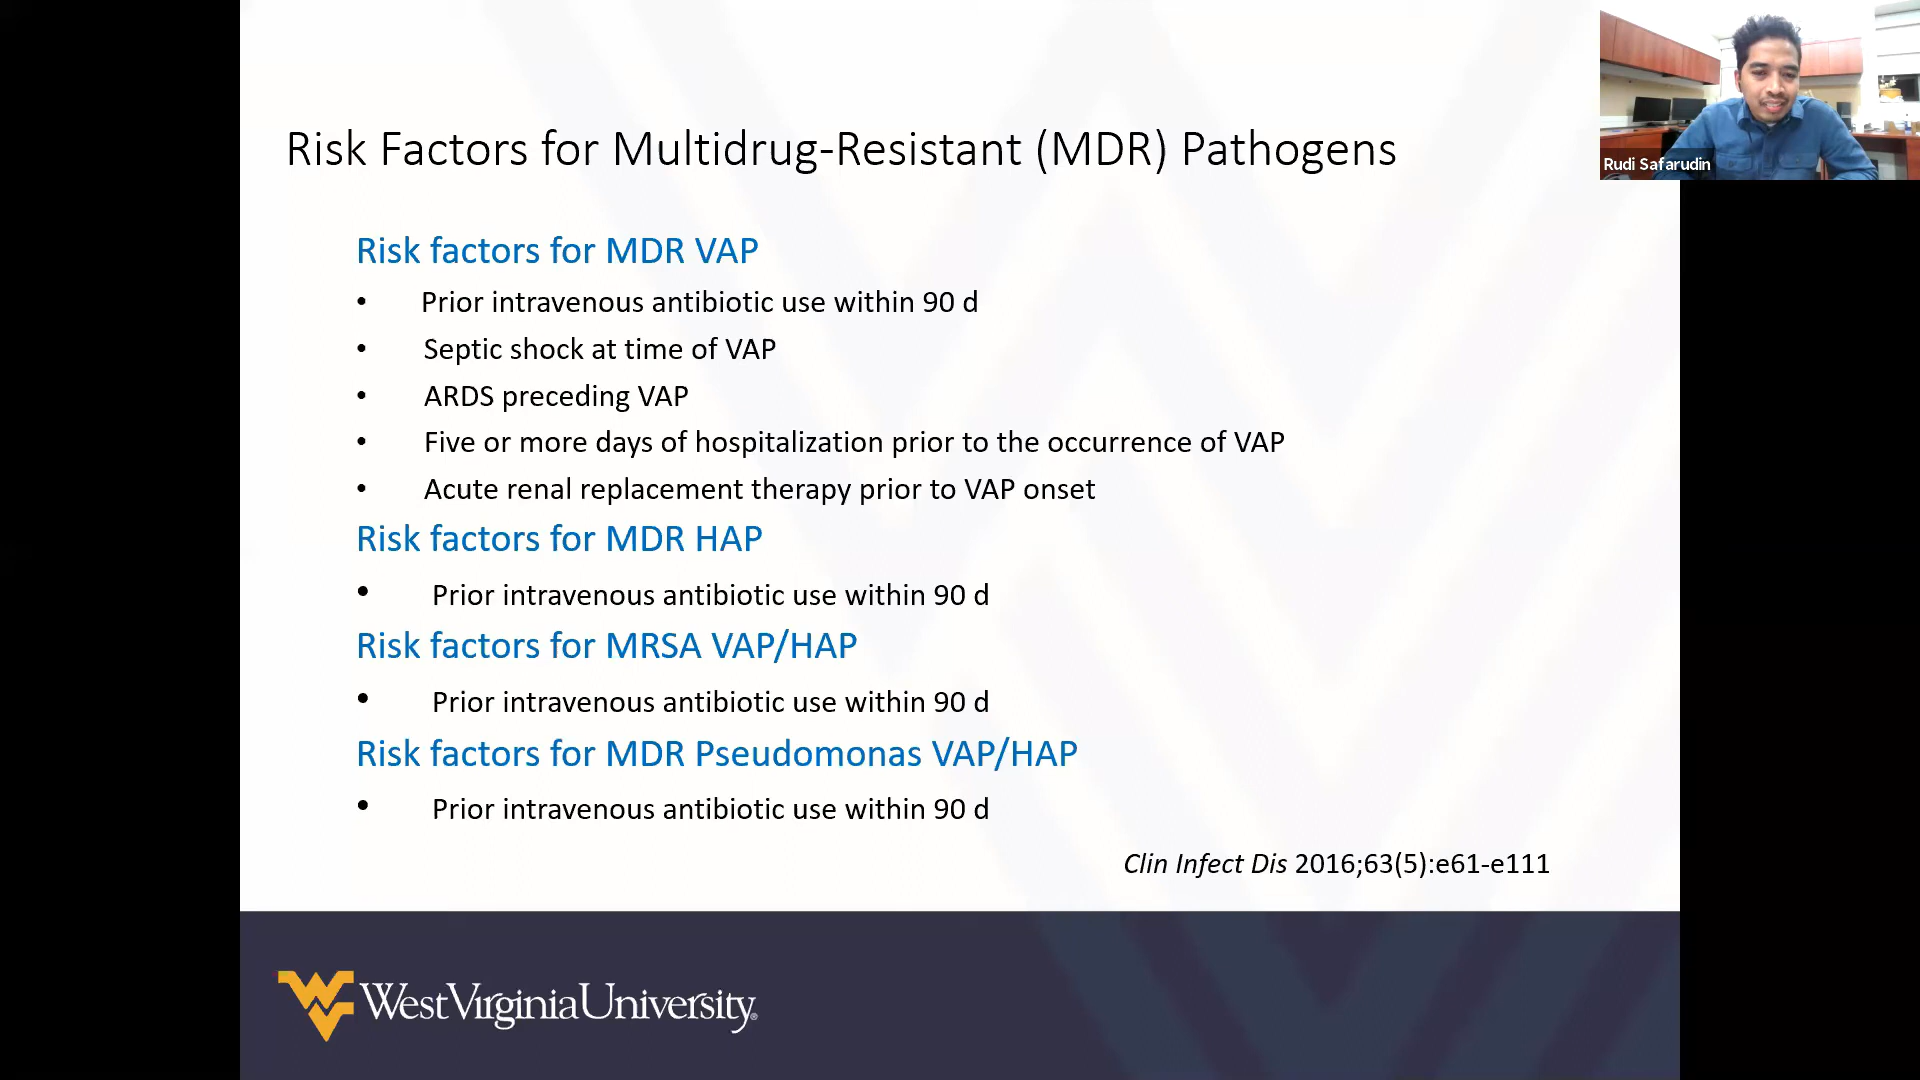 Risk Factors for Multidrug-Resistant (MDR) Pathogens
Rudi Safarudin
Risk factors for MDR VAP
• Prior intravenous antibiotic use within 90 d
• Septic shock at time of VAP
• ARDS preceding VAP
• Five or more days of hospitalization prior to the occurrence of VAP
• Acute renal replacement therapy prior to VAP onset
Risk factors for MDR HAP
• Prior intravenous antibiotic use within 90 d
Risk factors for MRSA VAP/HAP
• Prior intravenous antibiotic use within 90 d
Risk factors for MDR Pseudomonas VAP/HAP
• Prior intravenous antibiotic use within 90 d
Clin Infect Dis 2016;63(5):e61-e111
WestVirginiaUniversity®